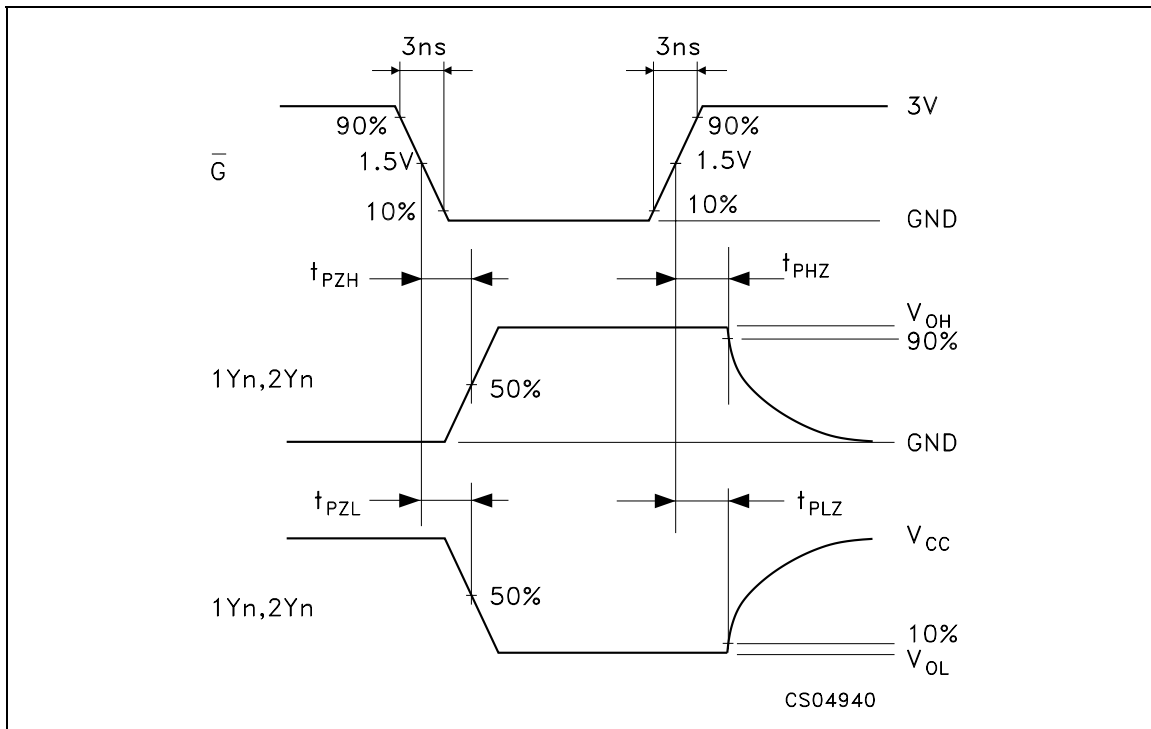 3ns 3ns
3V
90% 90%
G̅ 1.5V 1.5V
10% 10%
GND
tPZH tPHZ
VOH
90%
1Yn,2Yn 50%
GND
tPZL tPLZ
VCC
1Yn,2Yn 50%
10%
VOL
CS04940